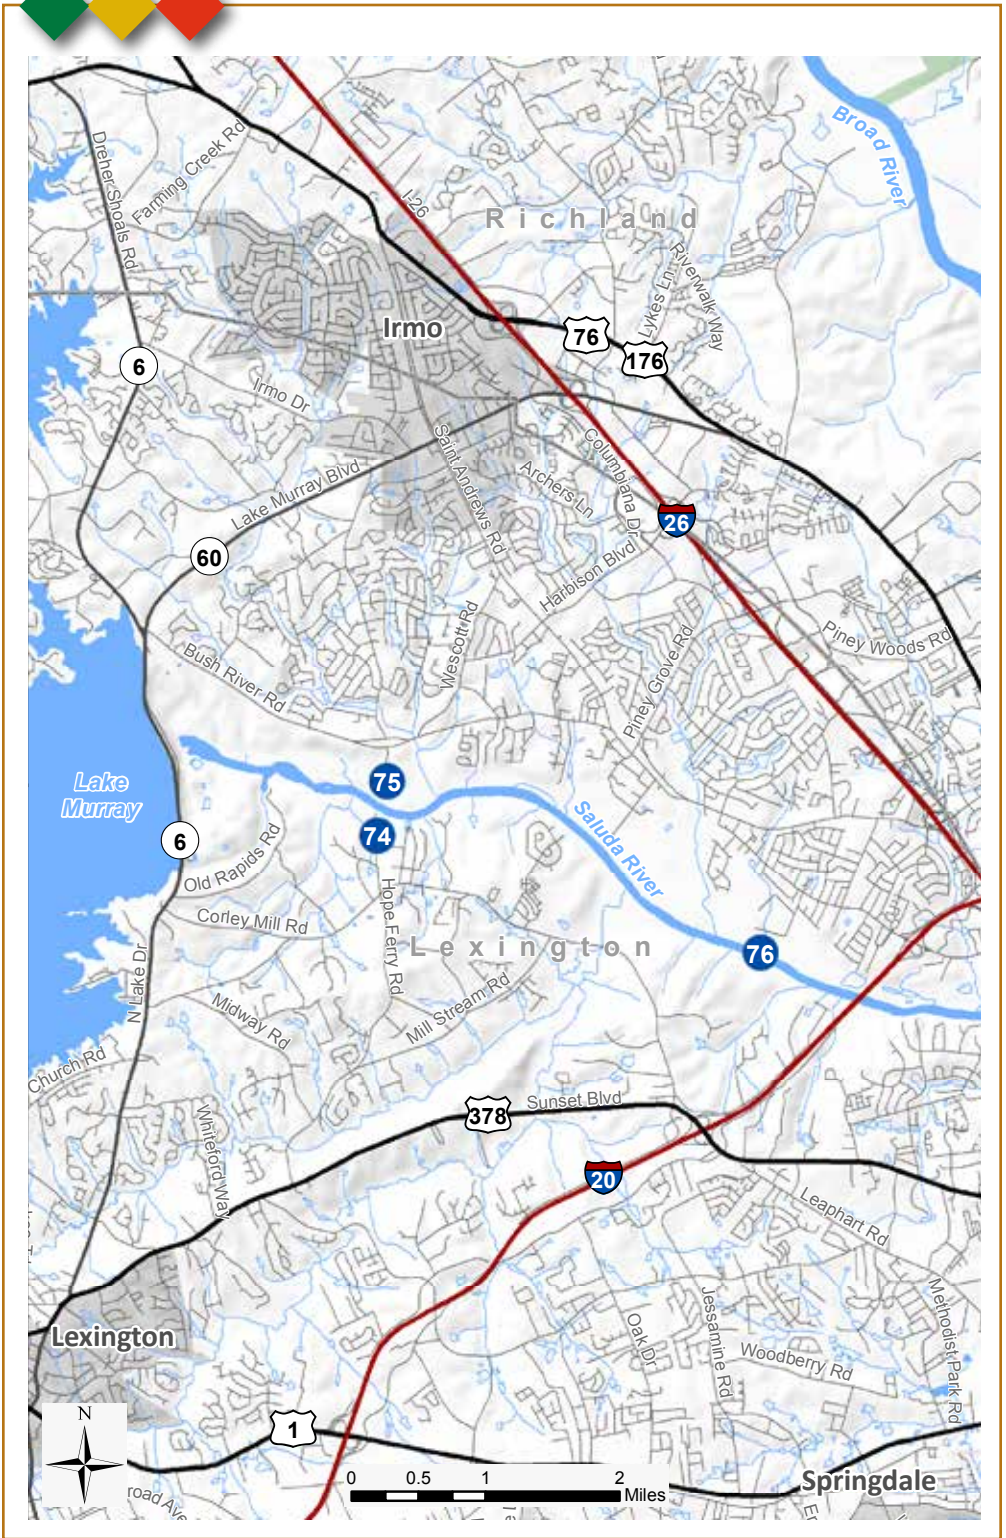 Broad River
Dreher Shoals Rd
Farming Creek Rd
I-26
Richland
Riverwalk Way
Lykes Ln
Irmo
76
176
6
Irmo Dr
Saint Andrews Rd
Columbiana Dr
Lake Murray Blvd
Archers Ln
26
60
Harbison Blvd
Piney Woods Rd
Wescott Rd
Piney Grove Rd
Bush River Rd
Lake
Murray
75
74
Saluda River
6
Old Rapids Rd
Hope Ferry Rd
Corley Mill Rd
Lexington
76
N Lake Dr
Midway Rd
Mill Stream Rd
Church Rd
378
Sunset Blvd
Whiteford Way
20
Leaphart Rd
Lexington
Oak Dr
Jessamine Rd
Woodberry Rd
Methodist Park Rd
N
1
0 0.5 1 2
Miles
Springdale
road Ave